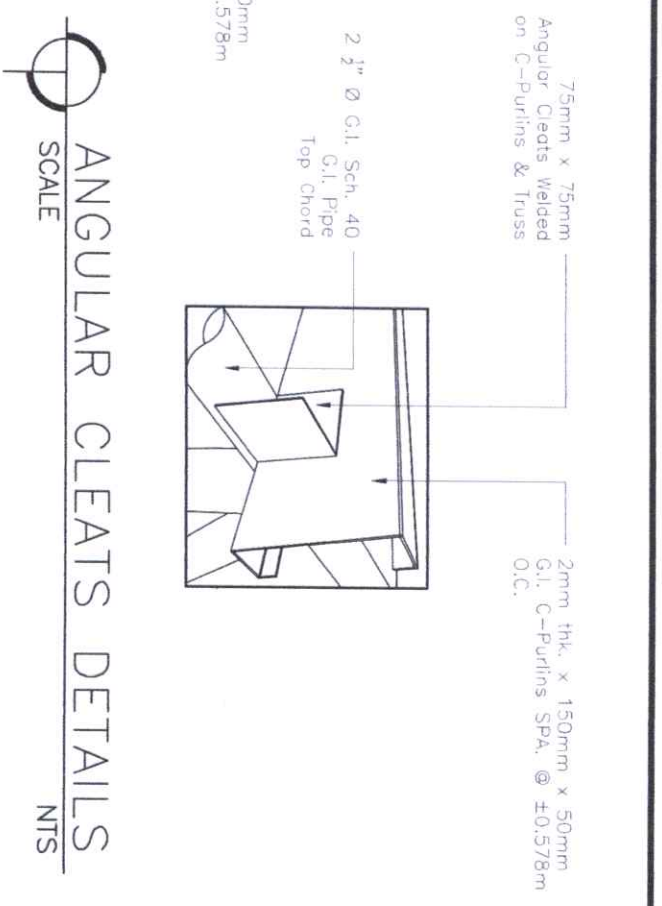 75mm x 75mm
Angular Cleats Welded
on C-Purlins & Truss
2mm thk. x 150mm x 50mm
G.I. C-Purlins SPA. @ ±0.578m
O.C.
2 ½" Ø G.I. Sch. 40
G.I. Pipe
Top Chord
0mm
.578m
ANGULAR CLEATS DETAILS
SCALE
NTS